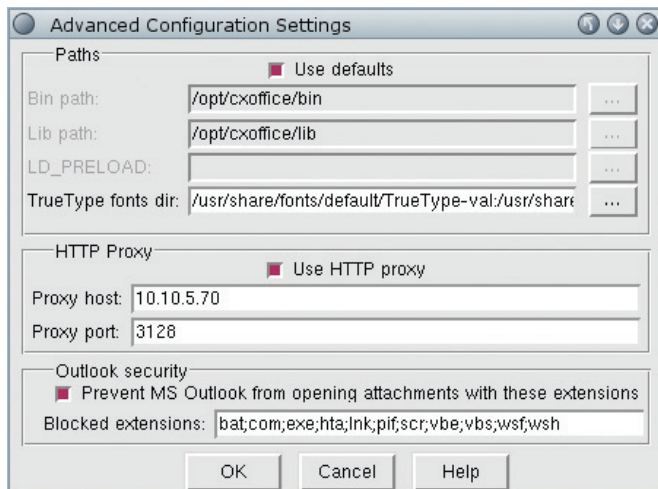 Advanced Configuration Settings
Paths
Use defaults
Bin path: /opt/cxoffice/bin ...
Lib path: /opt/cxoffice/lib ...
LD_PRELOAD: ...
TrueType fonts dir: /usr/share/fonts/default/TrueType-val:/usr/share ...
HTTP Proxy
Use HTTP proxy
Proxy host: 10.10.5.70
Proxy port: 3128
Outlook security
Prevent MS Outlook from opening attachments with these extensions
Blocked extensions: bat;com;exe;hta;lnk;pif;scr;vbe;vbs;wsf;wsh
OK Cancel Help